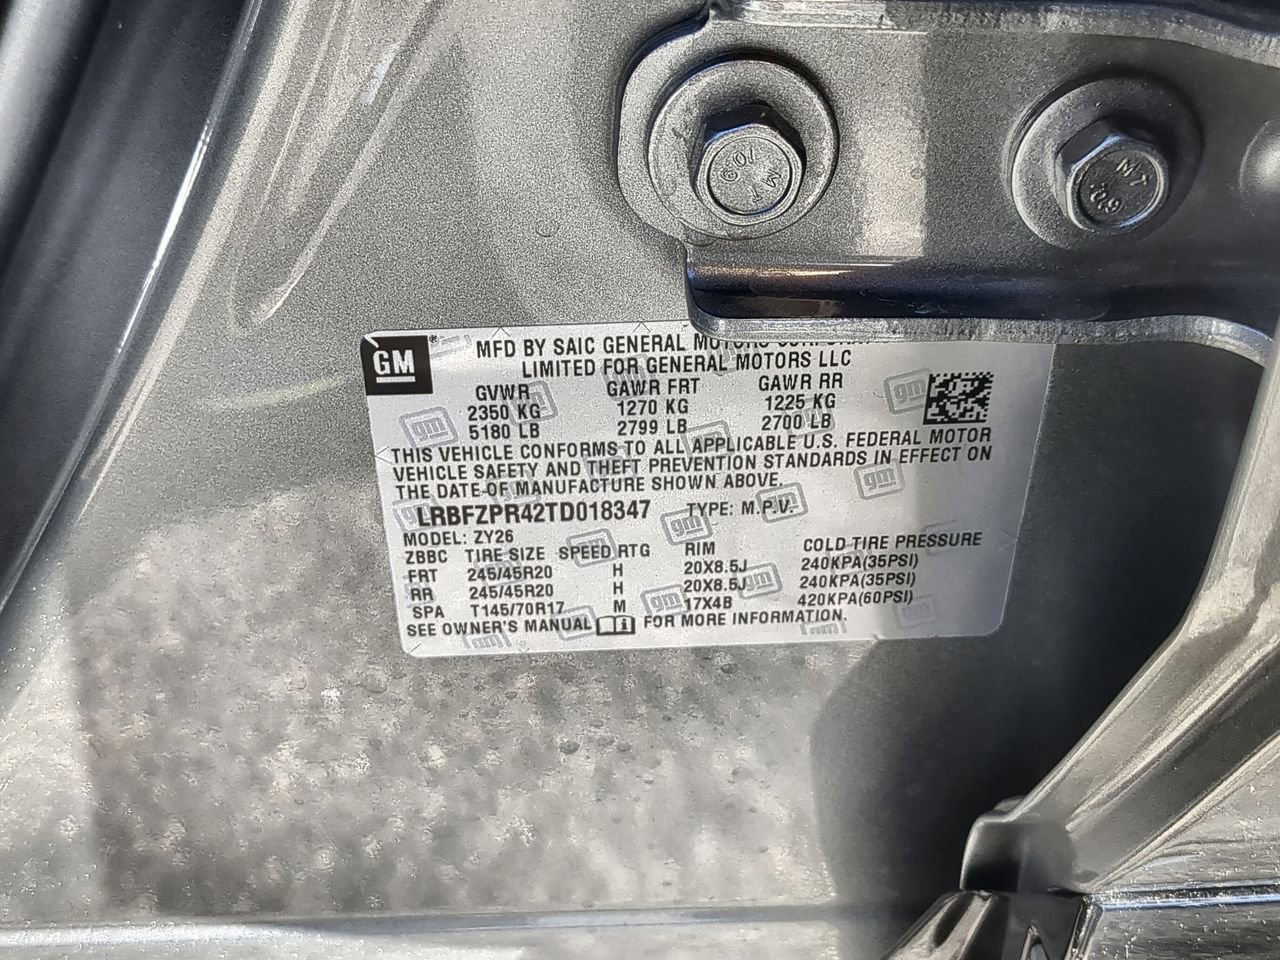 709
M T
M T
10.9
GM
MFD BY SAIC GENERAL MOTORS
LIMITED FOR GENERAL MOTORS LLC
GVWR GAWR FRT GAWR RR
2350 KG 1270 KG 1225 KG
5180 LB 2799 LB 2700 LB
THIS VEHICLE CONFORMS TO ALL APPLICABLE U.S. FEDERAL MOTOR
VEHICLE SAFETY AND THEFT PREVENTION STANDARDS IN EFFECT ON
THE DATE OF MANUFACTURE SHOWN ABOVE.
LRBFZPR42TD018347 TYPE: M.P.V.
MODEL: ZY26
ZBBC TIRE SIZE SPEED RTG RIM COLD TIRE PRESSURE
FRT 245/45R20 H 20X8.5J 240KPA(35PSI)
RR 245/45R20 H 20X8.5J 240KPA(35PSI)
SPA T145/70R17 M 17X4B 420KPA(60PSI)
SEE OWNER'S MANUAL FOR MORE INFORMATION.